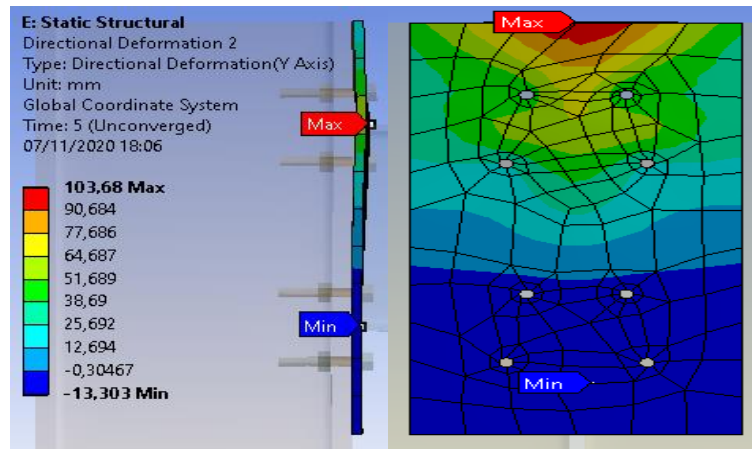 E: Static Structural
Directional Deformation 2
Type: Directional Deformation(Y Axis)
Unit: mm
Global Coordinate System
Time: 5 (Unconverged)
07/11/2020 18:06
103,68 Max
90,684
77,686
64,687
51,689
38,69
25,692
12,694
-0,30467
-13,303 Min
Max
Min
Max
Min